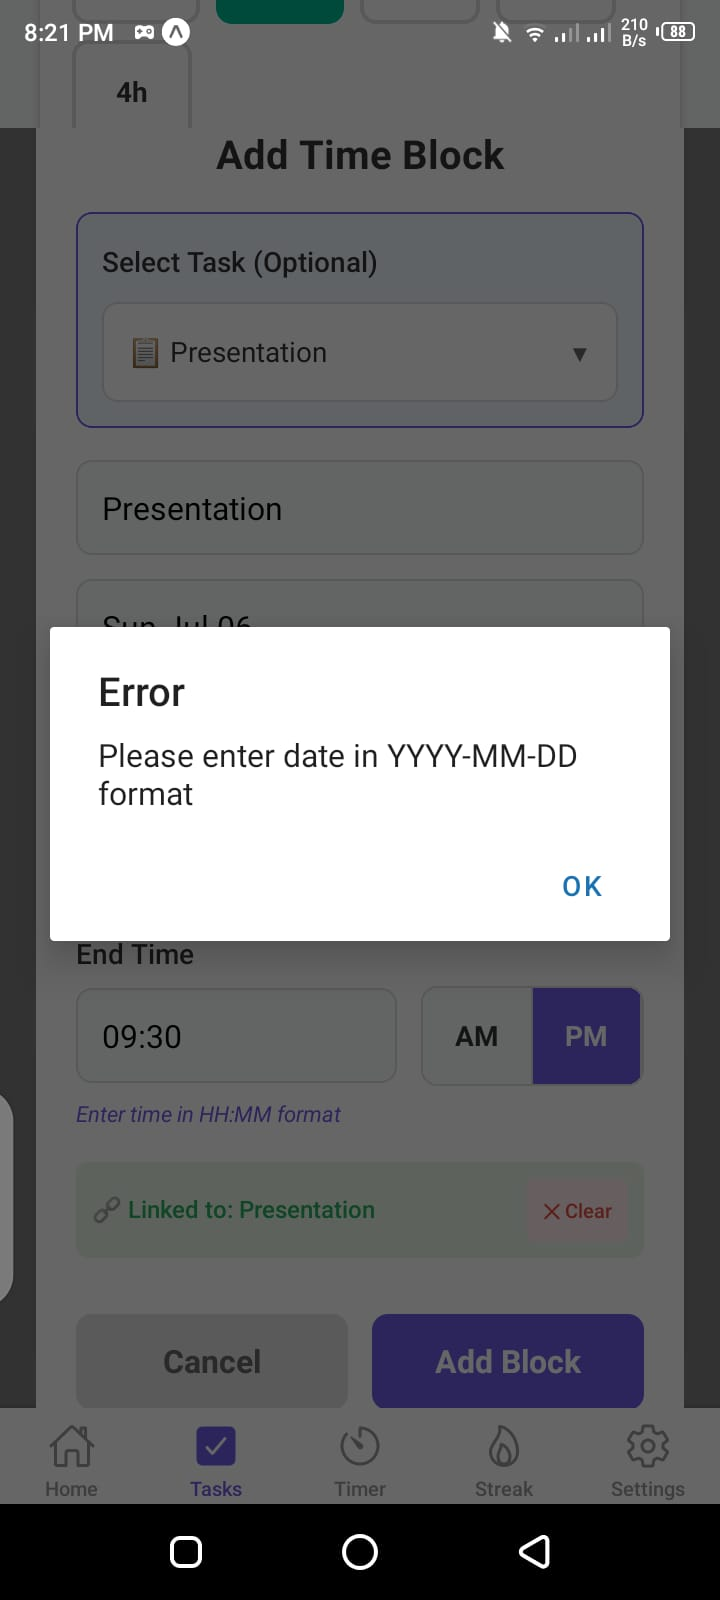 8:21 PM
210
B/s
88
4h
Add Time Block
Select Task (Optional)
Presentation
Presentation
Sun Jul 06
Error
Please enter date in YYYY-MM-DD
format
OK
End Time
09:30
AM
PM
Enter time in HH:MM format
Linked to: Presentation
Clear
Cancel
Add Block
Home
Tasks
Timer
Streak
Settings